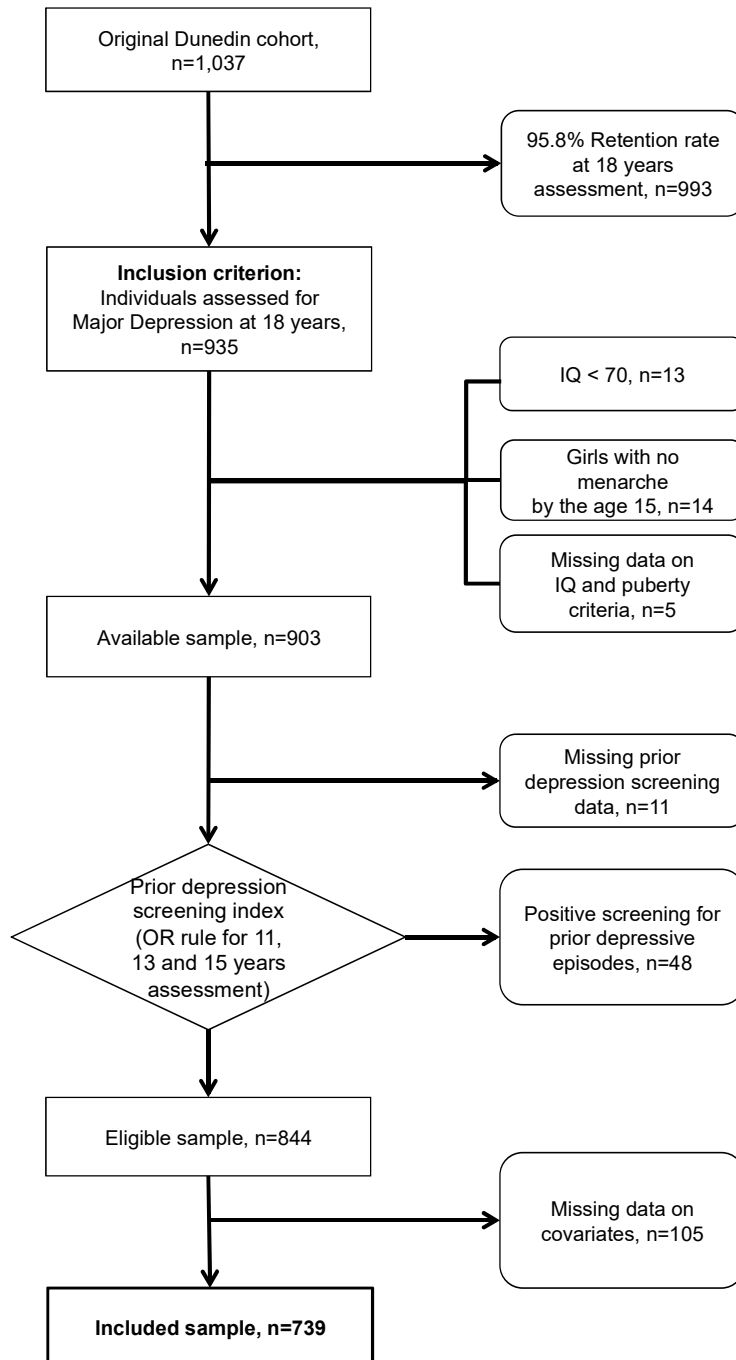 Original Dunedin cohort,
n=1,037
95.8% Retention rate
at 18 years
assessment, n=993
Inclusion criterion:
Individuals assessed for
Major Depression at 18 years,
n=935
IQ < 70, n=13
Girls with no
menarche
by the age 15, n=14
Missing data on
IQ and puberty
criteria, n=5
Available sample, n=903
Missing prior
depression screening
data, n=11
Prior depression
screening index
(OR rule for 11,
13 and 15 years
assessment)
Positive screening for
prior depressive
episodes, n=48
Eligible sample, n=844
Missing data on
covariates, n=105
Included sample, n=739